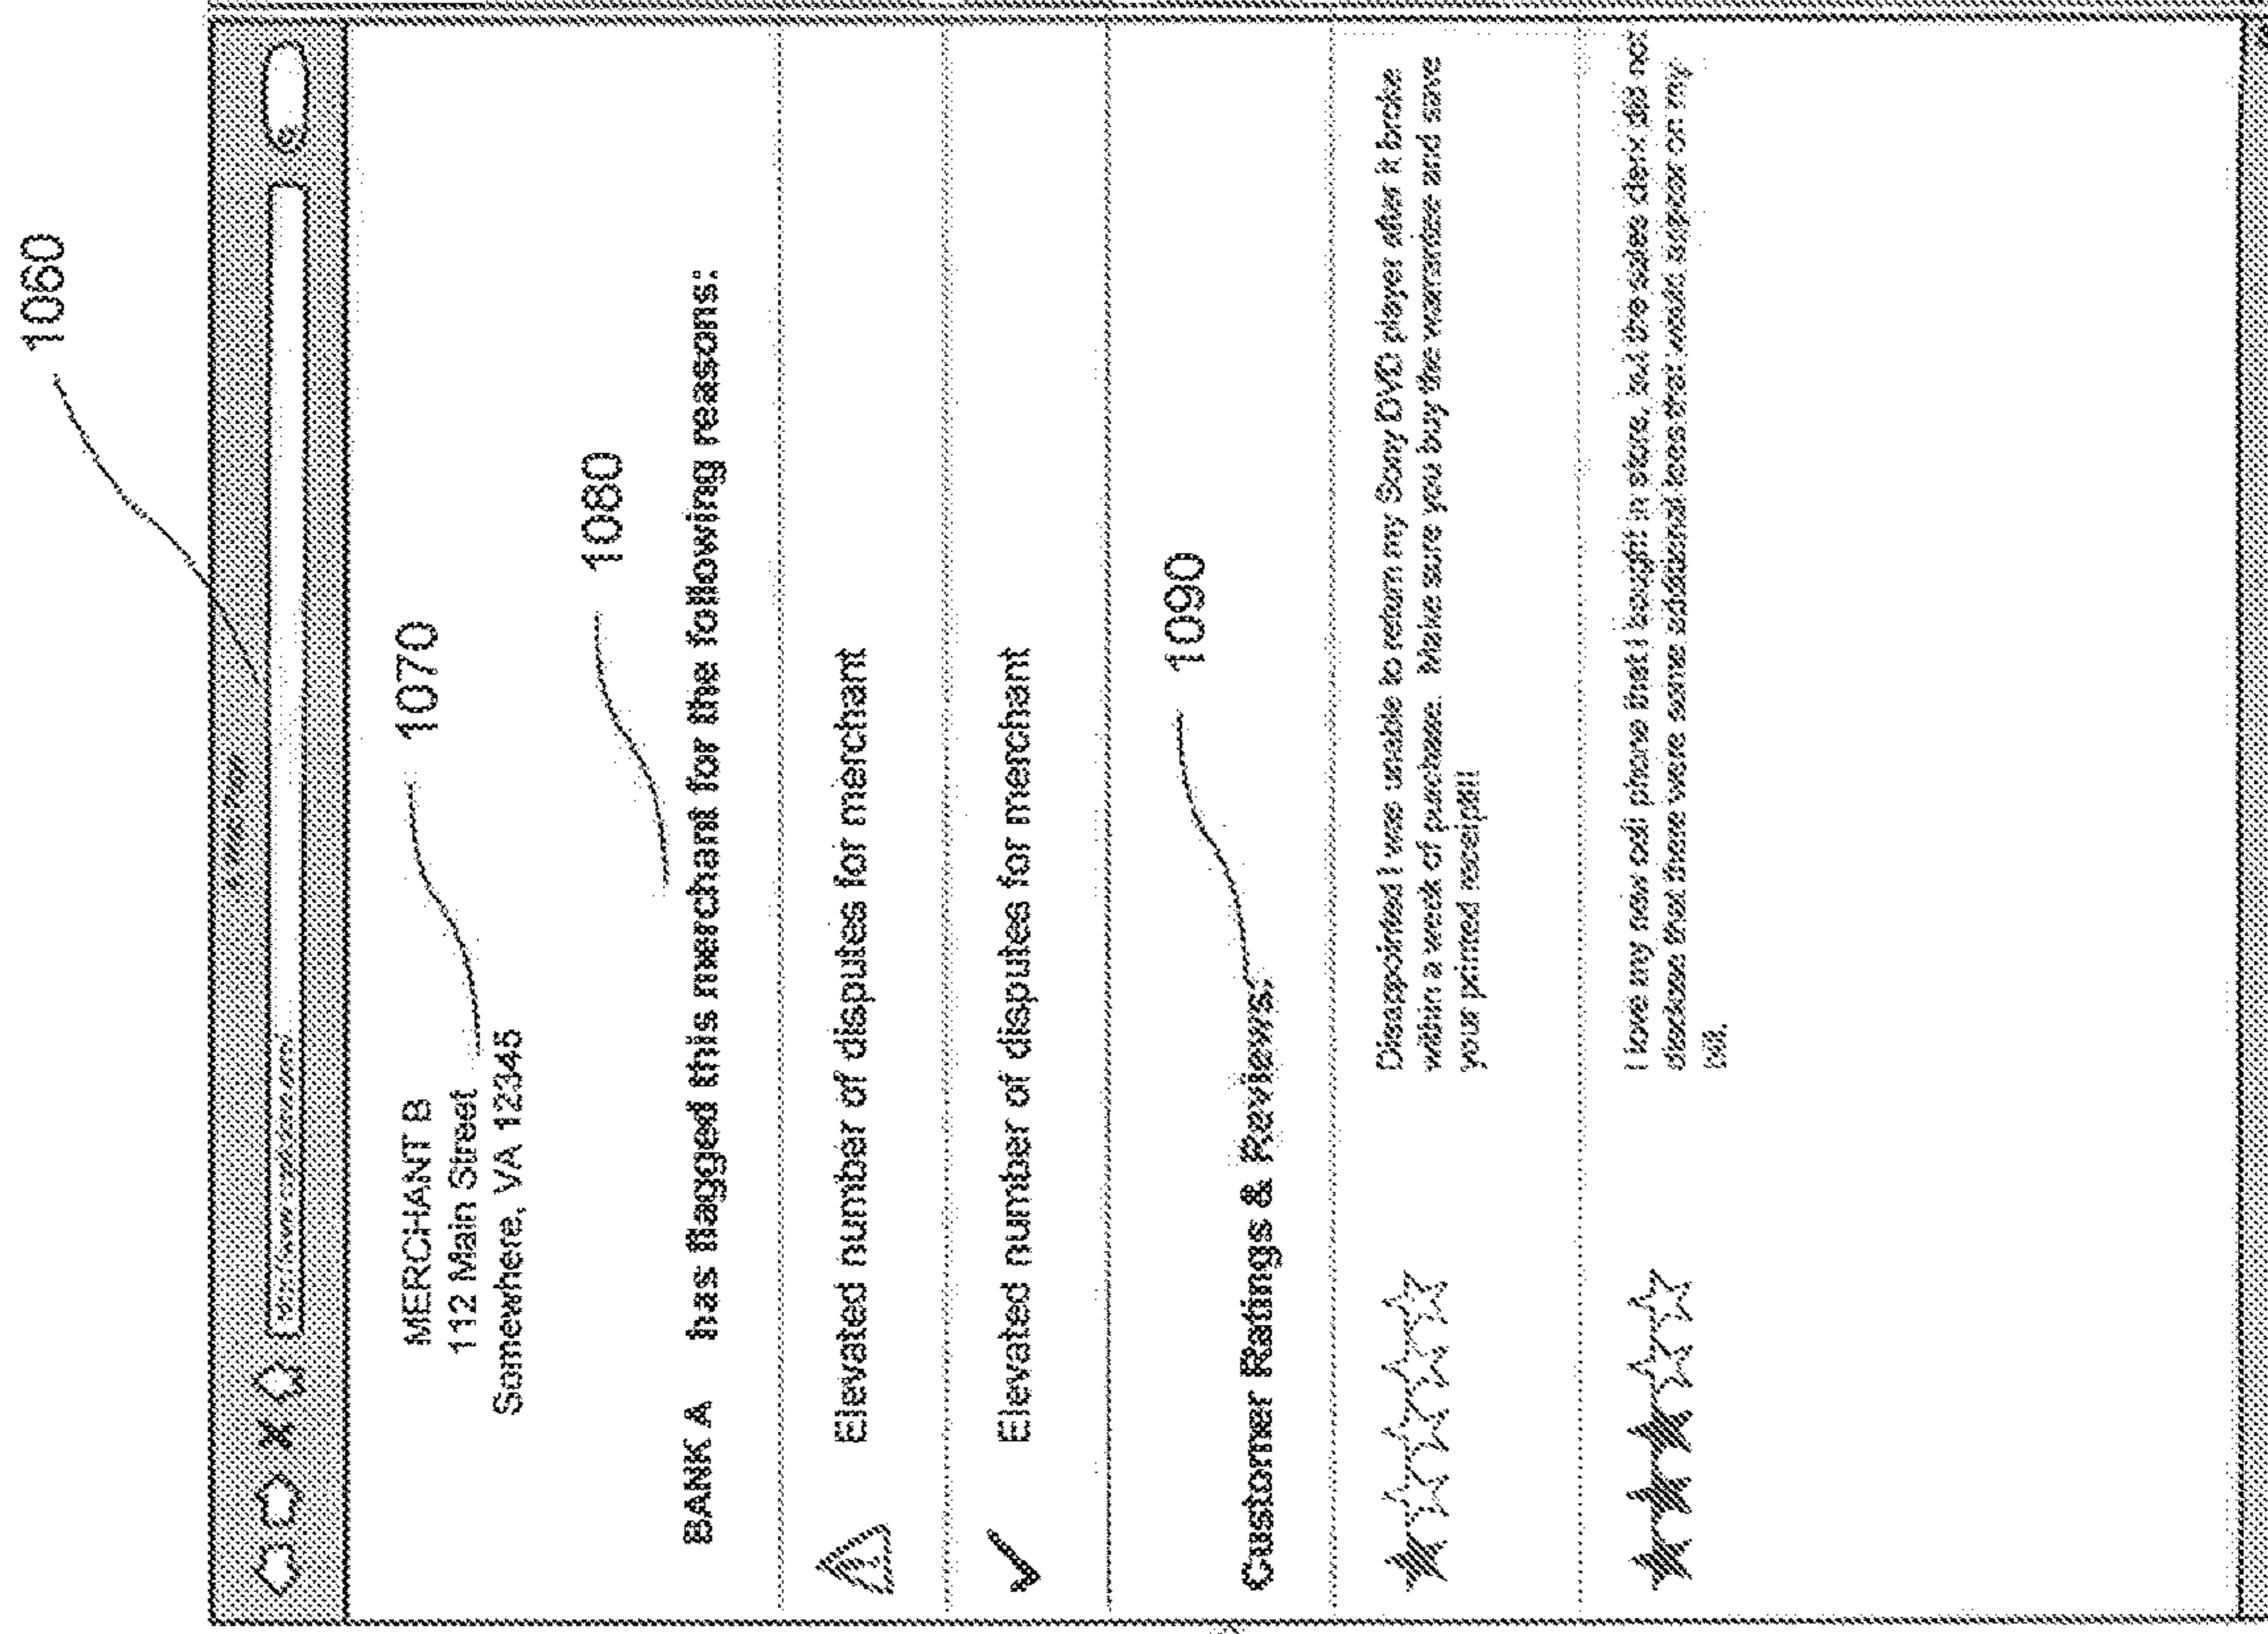 1060
MERCHANT B
112 Main Street
Somewhere, VA 12345
1070
1080
BANK A has flagged this merchant for the following reasons:
Elevated number of disputes for merchant
Elevated number of disputes for merchant
1090
Customer Ratings & Reviews:
Disappointed I was unable to return my Sony DVD player after it broke
within a week of purchase. Make sure you buy the warrantee and save
your printed receipt!!!
I love my new cell phone that I bought in store, but the sales clerk did not
disclose that there were some additional fees that would appear on my
bill.